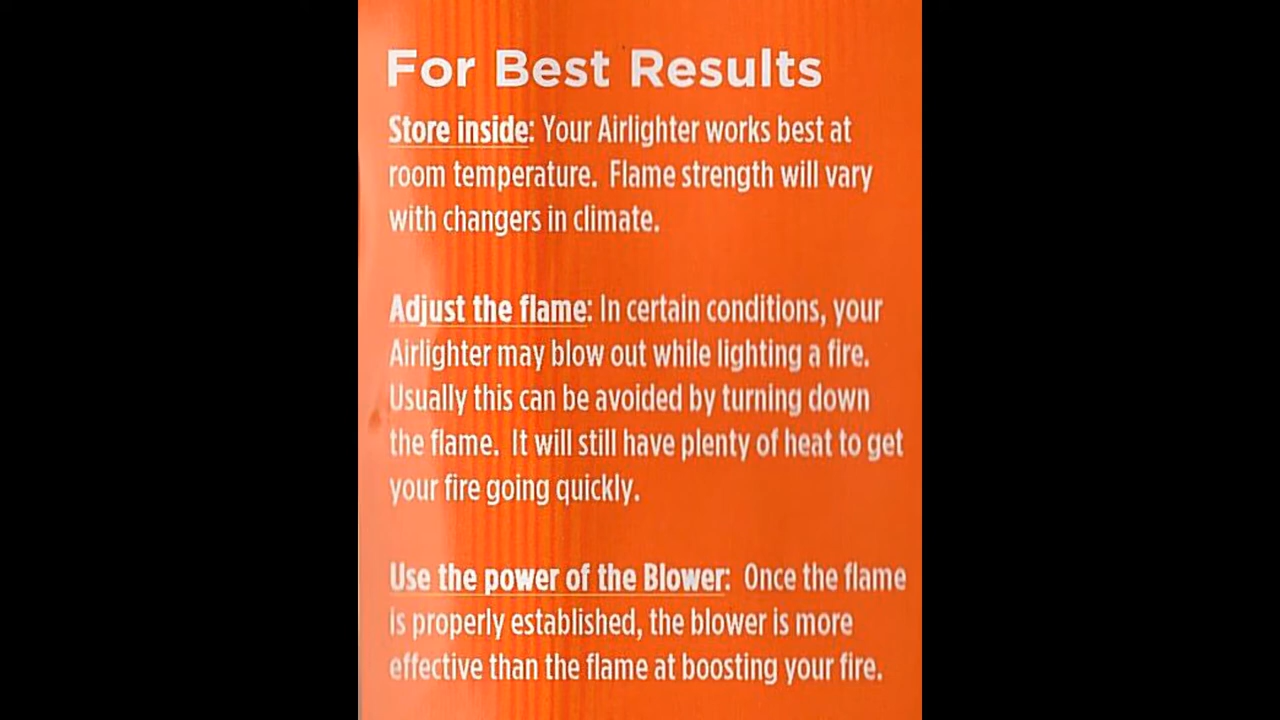 For Best Results
Store inside: Your Airlighter works best at
room temperature.  Flame strength will vary
with changers in climate.
Adjust the flame: In certain conditions, your
Airlighter may blow out while lighting a fire.
Usually this can be avoided by turning down
the flame.  It will still have plenty of heat to get
your fire going quickly.
Use the power of the Blower:  Once the flame
is properly established, the blower is more
effective than the flame at boosting your fire.